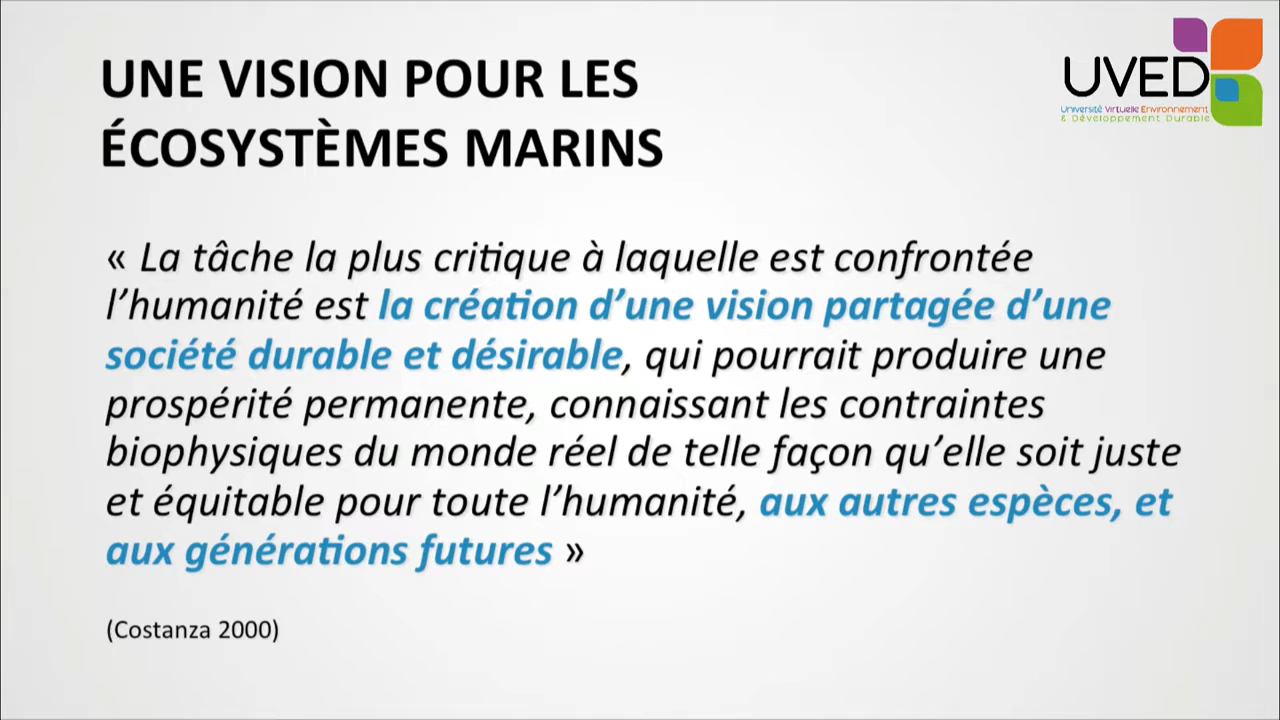 UNE VISION POUR LES
ÉCOSYSTÈMES MARINS
UVED
Université Virtuelle Environnement
& Développement Durable
« La tâche la plus critique à laquelle est confrontée
l’humanité est la création d’une vision partagée d’une
société durable et désirable, qui pourrait produire une
prospérité permanente, connaissant les contraintes
biophysiques du monde réel de telle façon qu’elle soit juste
et équitable pour toute l’humanité, aux autres espèces, et
aux générations futures »
(Costanza 2000)